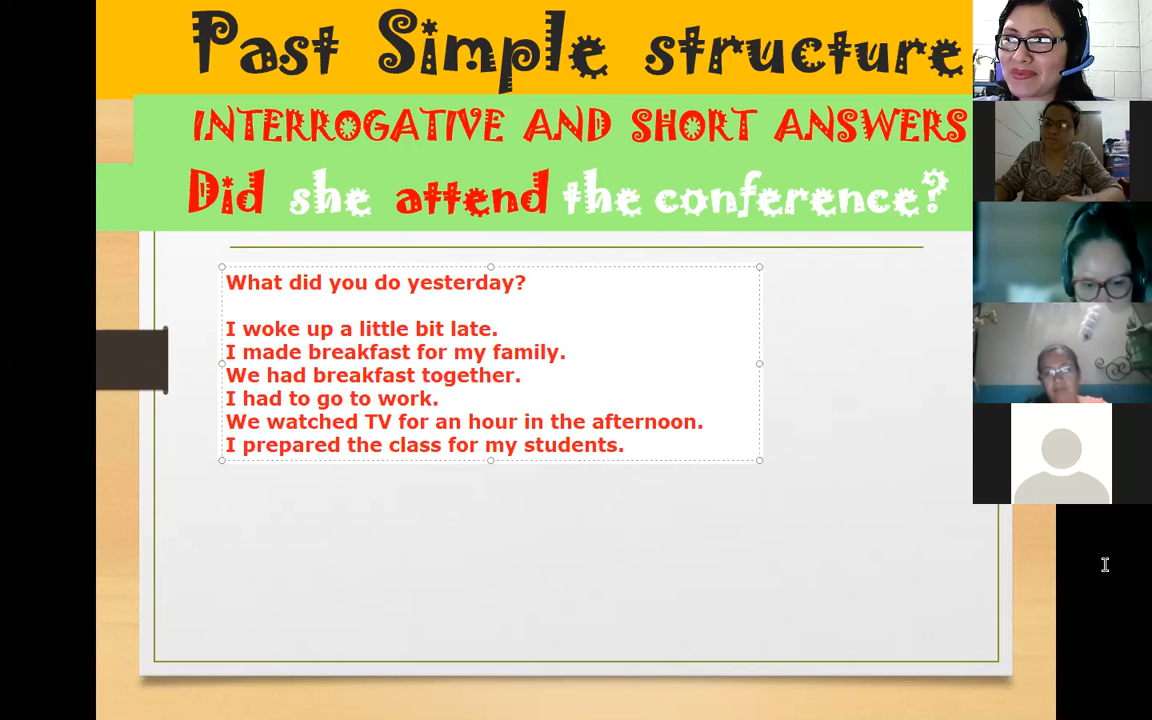 Past Simple structure
INTERROGATIVE AND SHORT ANSWERS
Did she attend the conference?
What did you do yesterday?
I woke up a little bit late.
I made breakfast for my family.
We had breakfast together.
I had to go to work.
We watched TV for an hour in the afternoon.
I prepared the class for my students.